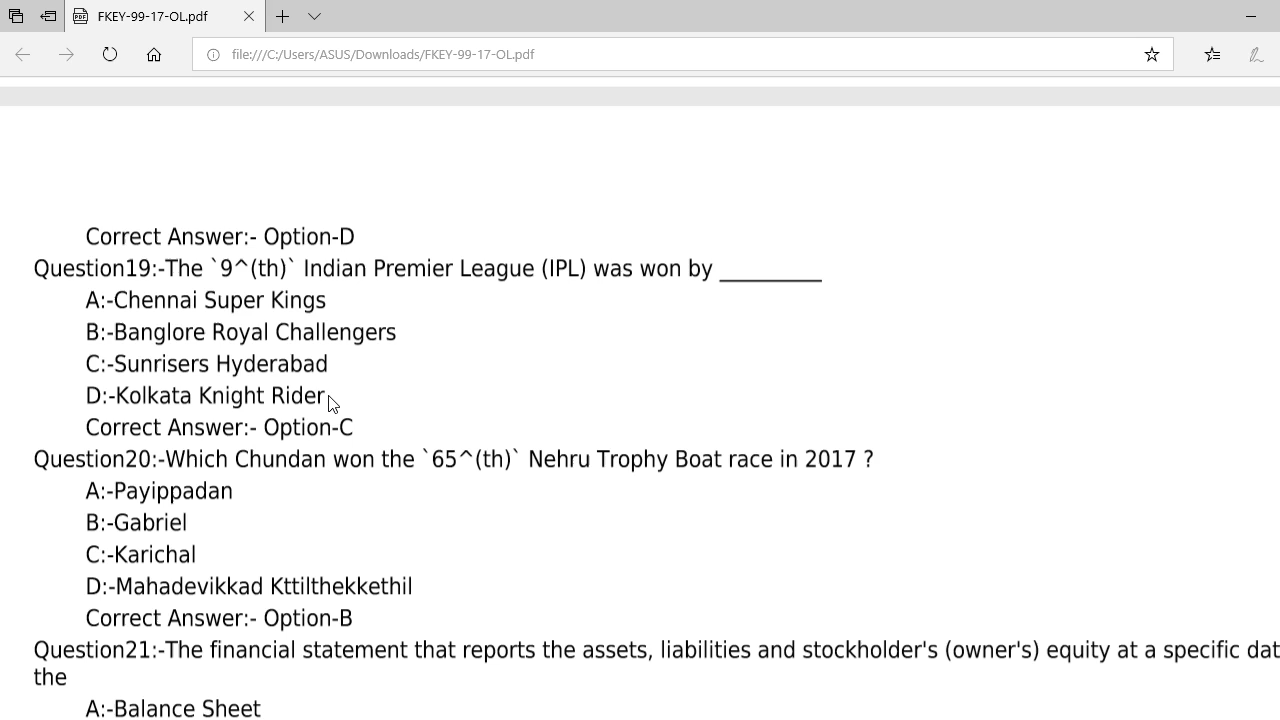 FKEY-99-17-OL.pdf
file:///C:/Users/ASUS/Downloads/FKEY-99-17-OL.pdf
Correct Answer:- Option-D
Question19:-The `9^(th)` Indian Premier League (IPL) was won by __________
A:-Chennai Super Kings
B:-Banglore Royal Challengers
C:-Sunrisers Hyderabad
D:-Kolkata Knight Rider
Correct Answer:- Option-C
Question20:-Which Chundan won the `65^(th)` Nehru Trophy Boat race in 2017 ?
A:-Payippadan
B:-Gabriel
C:-Karichal
D:-Mahadevikkad Kttilthekkethil
Correct Answer:- Option-B
Question21:-The financial statement that reports the assets, liabilities and stockholder's (owner's) equity at a specific dat
the
A:-Balance Sheet